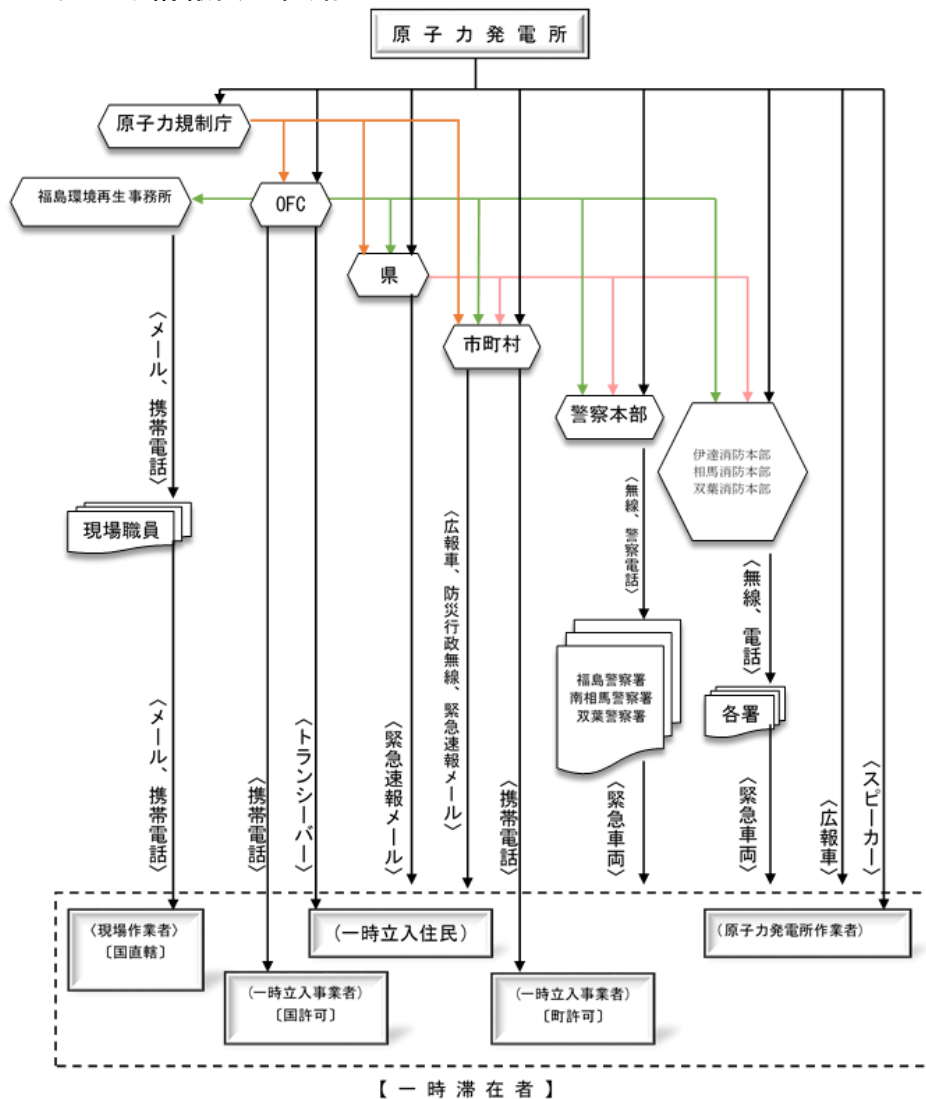 原子力発電所
原子力規制庁
福島環境再生事務所
OFC
県
市町村
警察本部
伊達消防本部
相馬消防本部
双葉消防本部
〈メール、携帯電話〉
現場職員
〈無線、警察電話〉
〈無線、電話〉
福島警察署
南相馬警察署
双葉警察署
各署
〈メール、携帯電話〉
〈携帯電話〉
〈トランシーバー〉
〈緊急速報メール〉
〈広報車、防災行政無線、緊急速報メール〉
〈携帯電話〉
〈緊急車両〉
〈緊急車両〉
〈広報車〉
〈スピーカー〉
〈現場作業者〉
〔国直轄〕
(一時立入事業者)
〔国許可〕
(一時立入住民)
(一時立入事業者)
〔町許可〕
(原子力発電所作業者)
【一時滞在者】